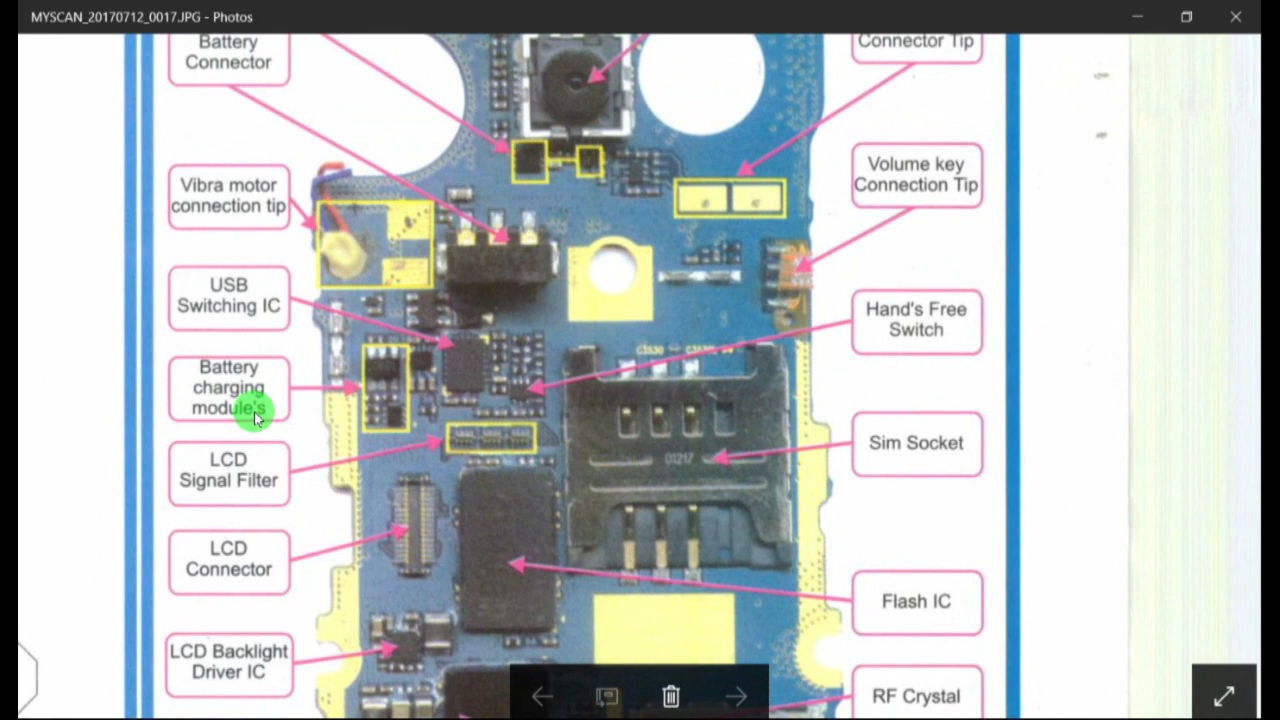 MYSCAN_20170712_0017.JPG - Photos
Battery
Connector
Connector Tip
Vibra motor
connection tip
Volume key
Connection Tip
USB
Switching IC
Hand's Free
Switch
Battery
charging
module's
LCD
Signal Filter
Sim Socket
01217
LCD
Connector
Flash IC
LCD Backlight
Driver IC
RF Crystal